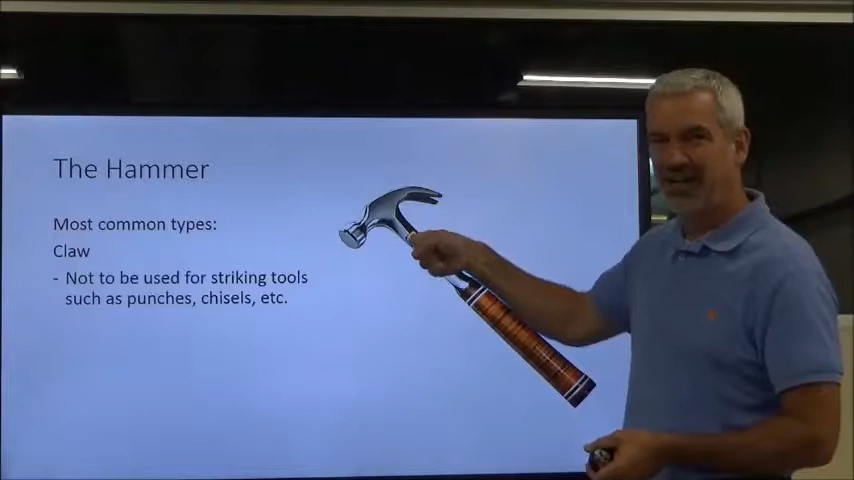 The Hammer
Most common types:
Claw
- Not to be used for striking tools
such as punches, chisels, etc.